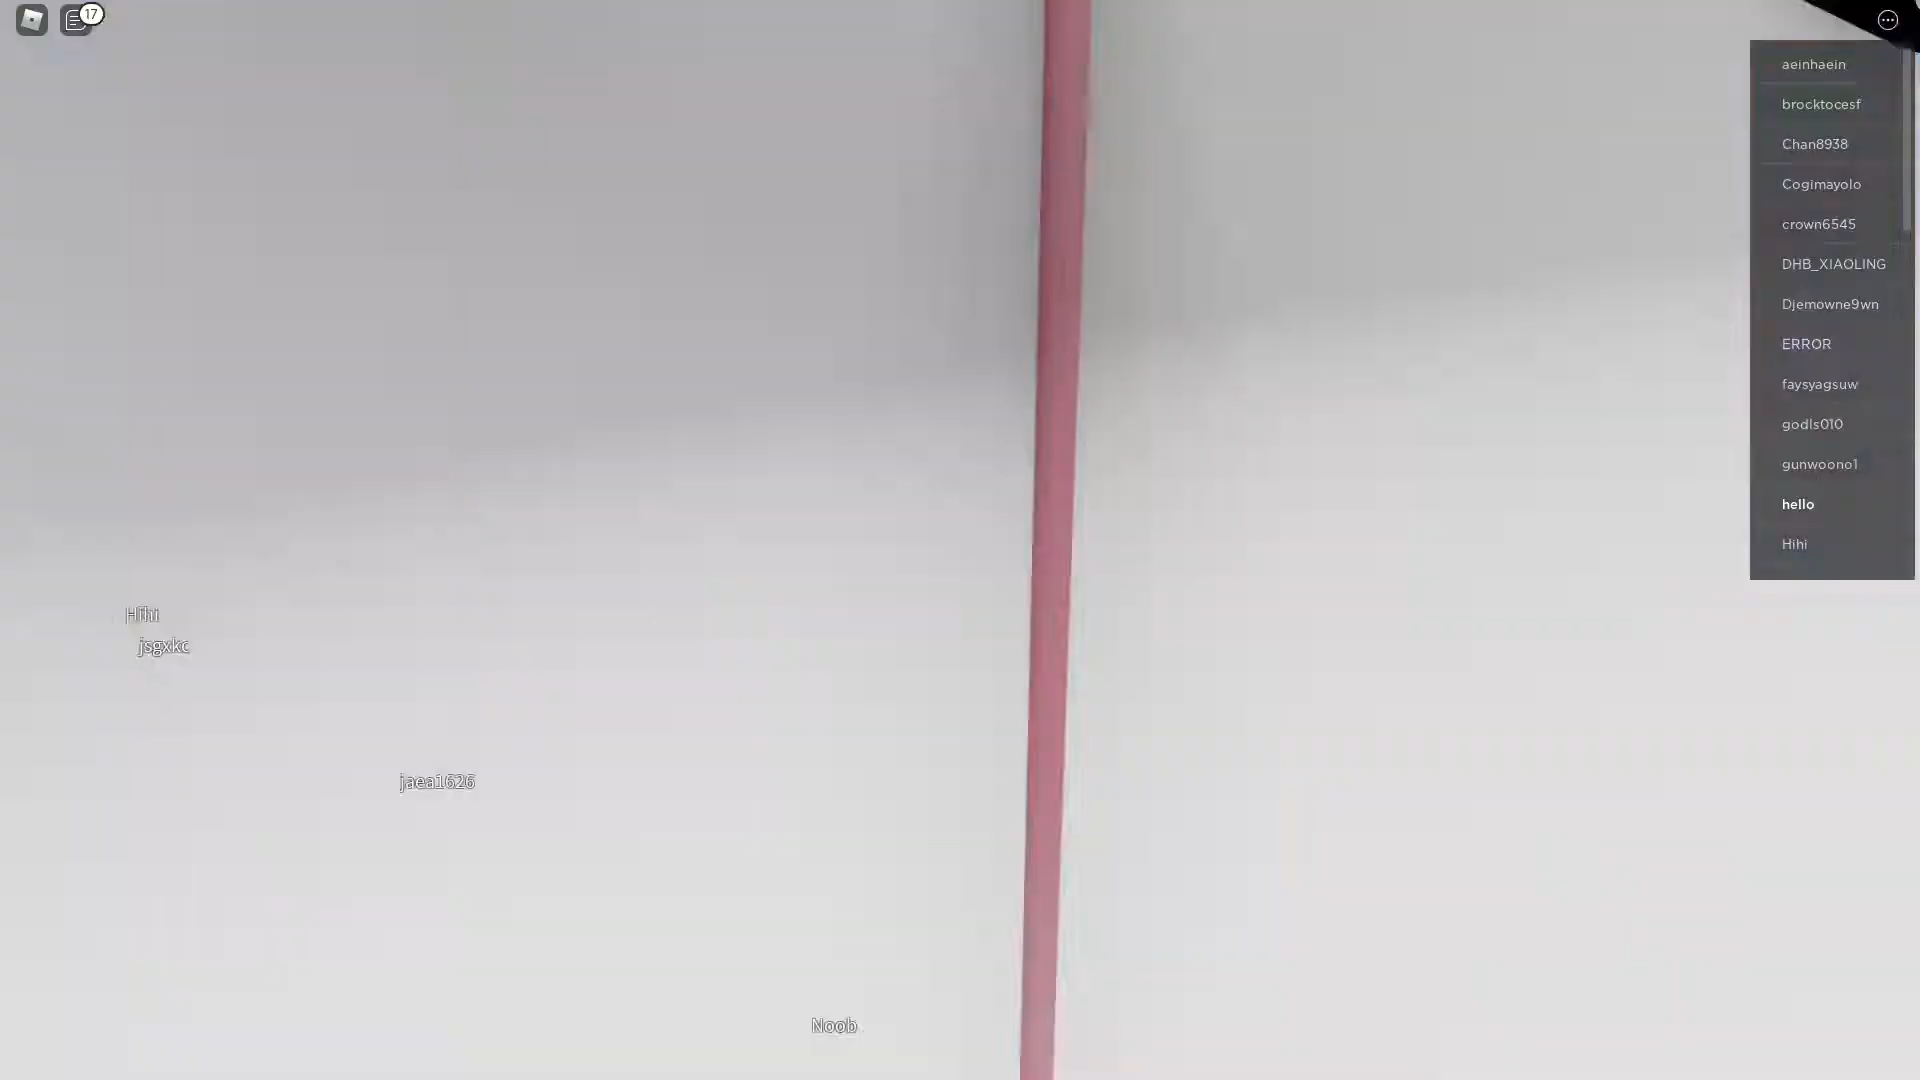 17
aeinhaein
brocktocesf
Chan8938
Cogimayolo
crown6545
DHB_XIAOLING
Djemowne9wn
ERROR
faysyagsuw
godls010
gunwoono1
hello
Hihi
Hihi
jsgxkc
jaea1626
Noob